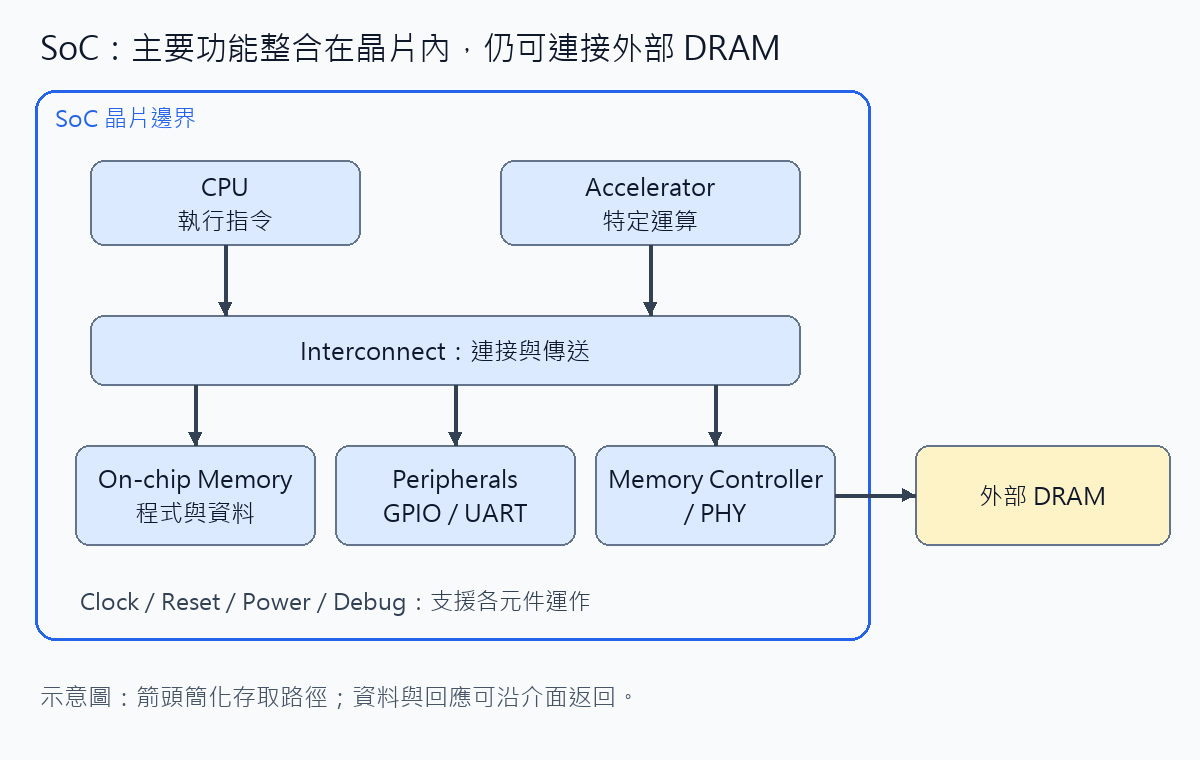 SoC：主要功能整合在晶片內，仍可連接外部 DRAM
SoC 晶片邊界
CPU
執行指令
Accelerator
特定運算
Interconnect：連接與傳送
On-chip Memory
程式與資料
Peripherals
GPIO / UART
Memory Controller
/ PHY
外部 DRAM
Clock / Reset / Power / Debug：支援各元件運作
示意圖：箭頭簡化存取路徑；資料與回應可沿介面返回。